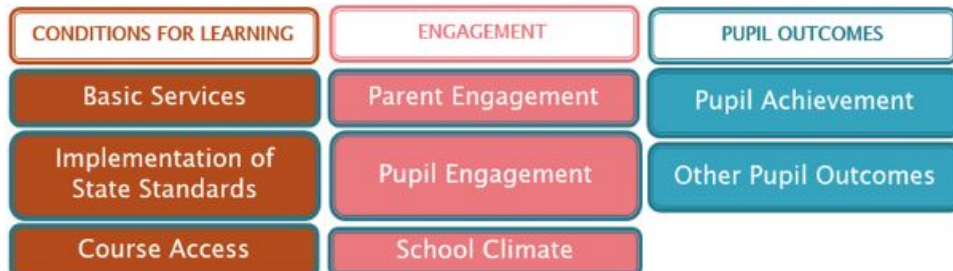 CONDITIONS FOR LEARNING
Basic Services
Implementation of
State Standards
Course Access
ENGAGEMENT
Parent Engagement
Pupil Engagement
School Climate
PUPIL OUTCOMES
Pupil Achievement
Other Pupil Outcomes